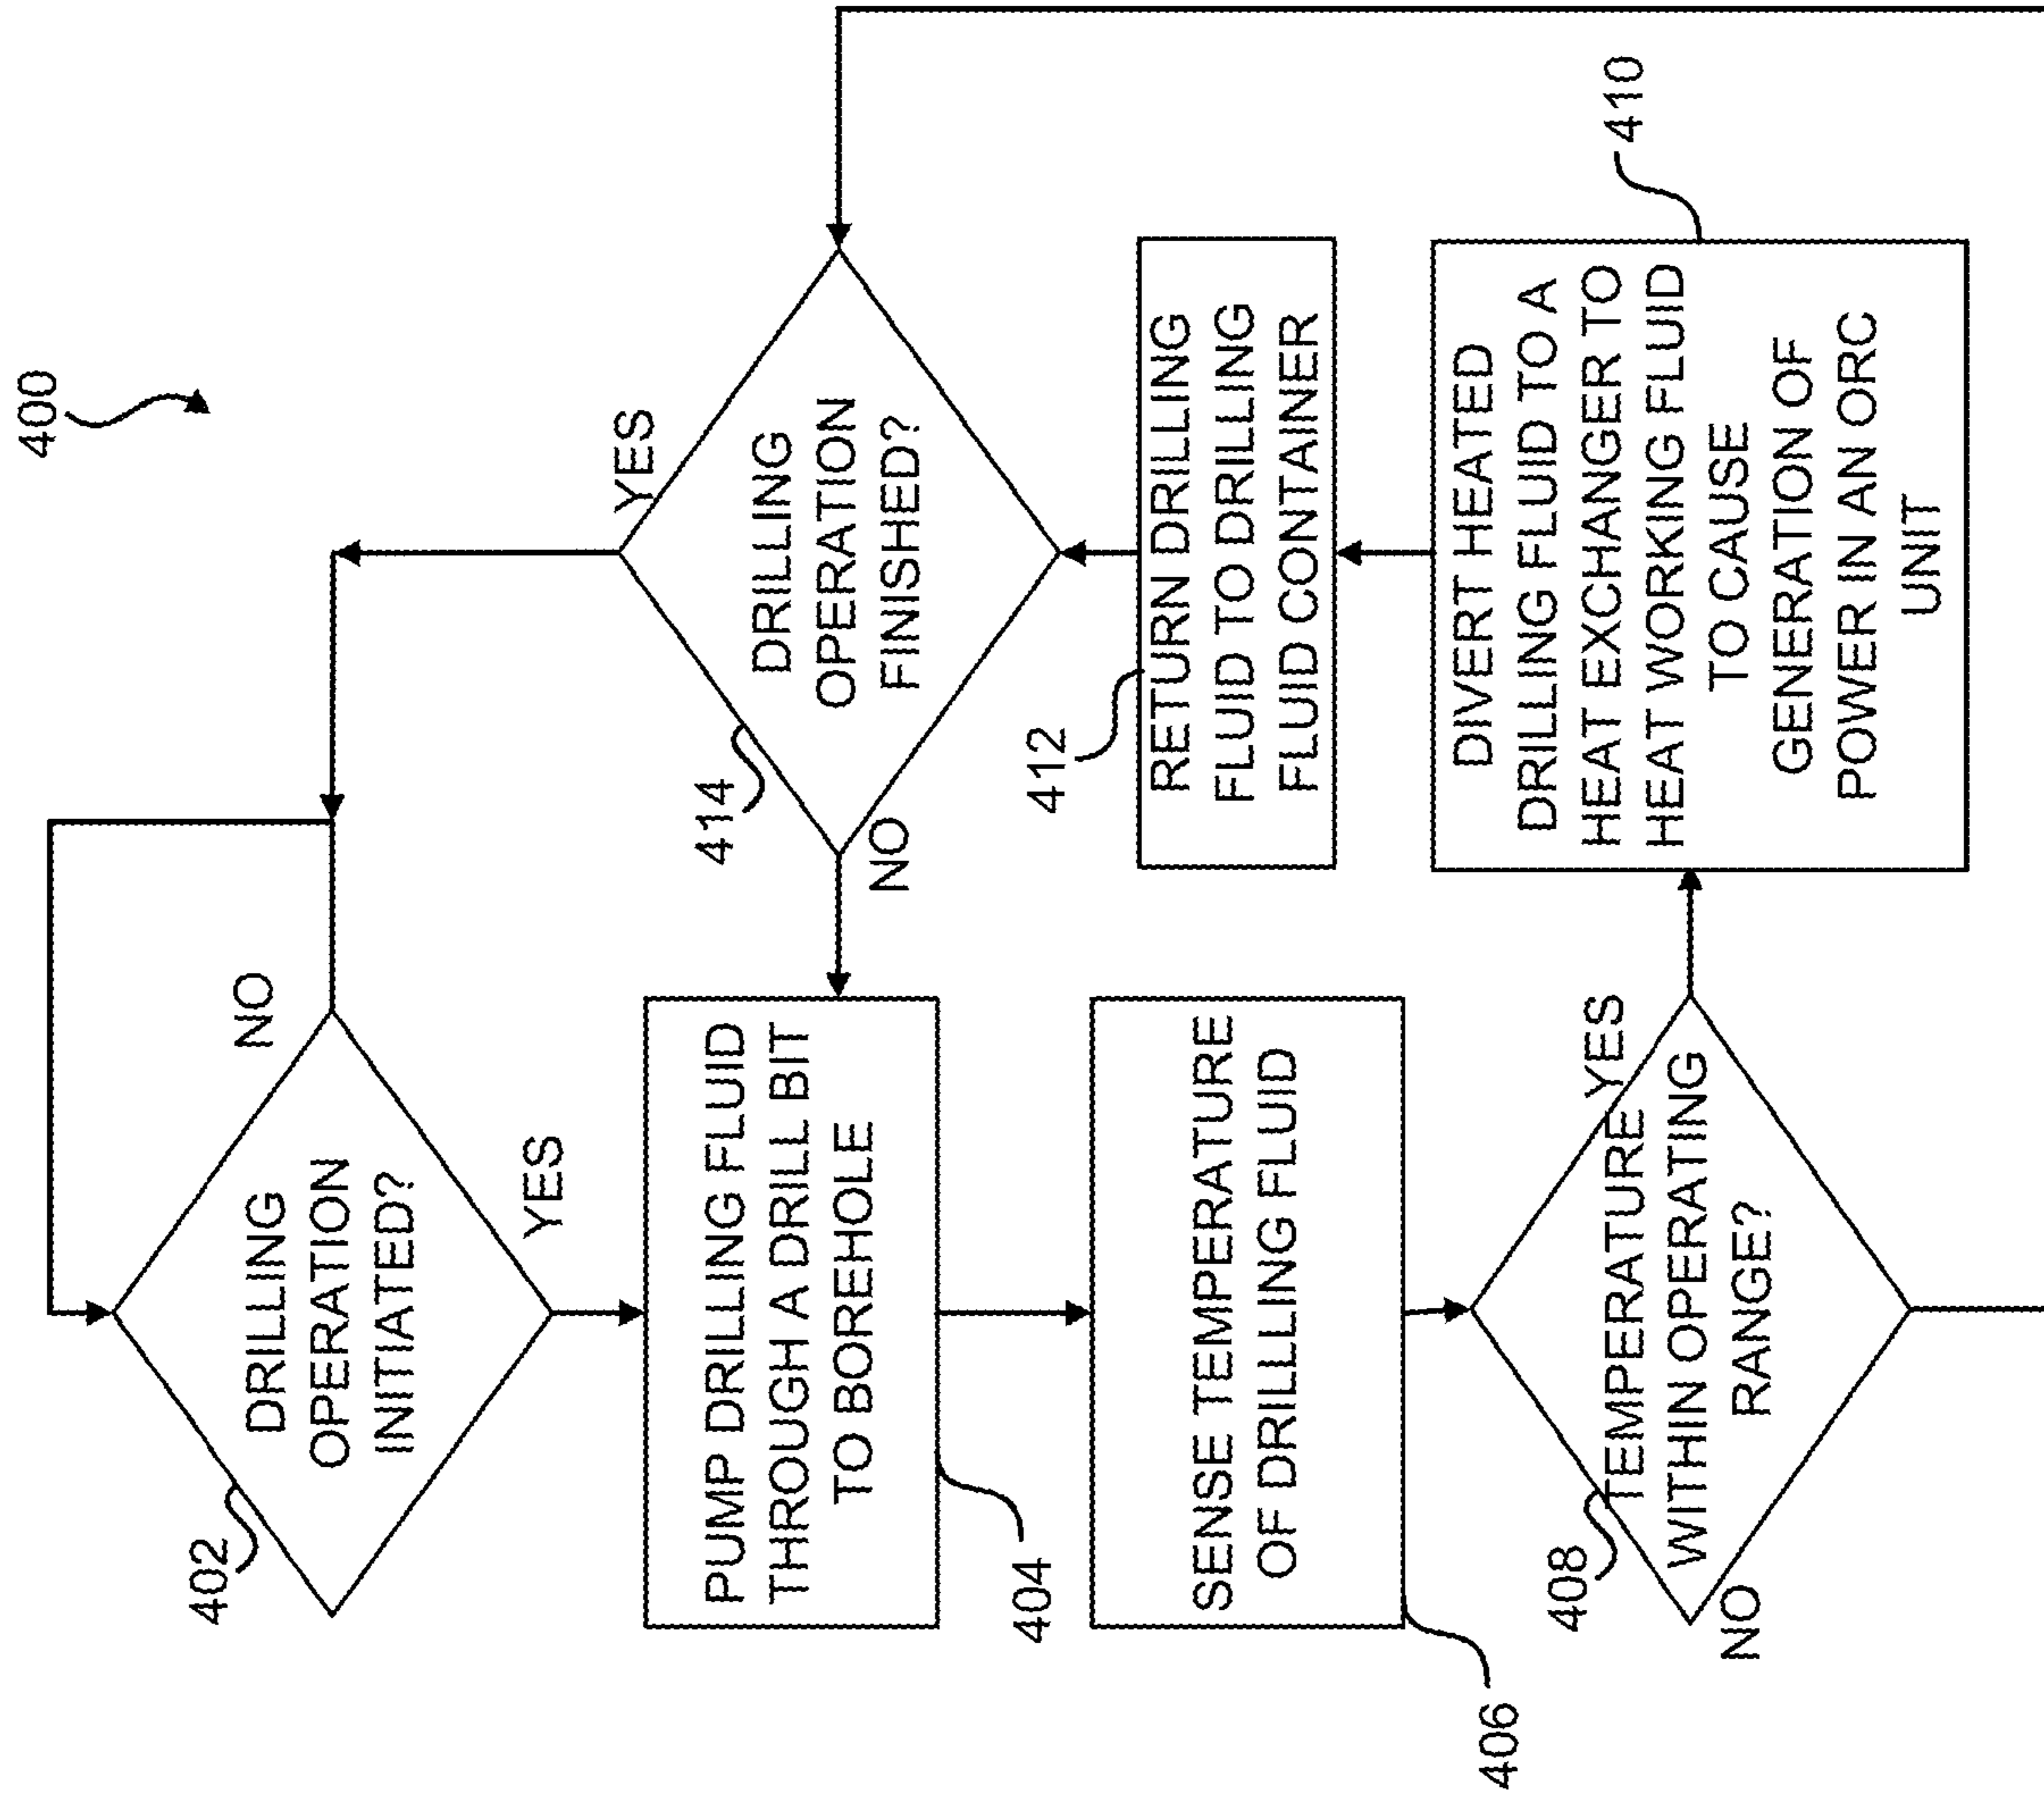 400
402
DRILLING
OPERATION
INITIATED?
NO
YES
PUMP DRILLING FLUID
THROUGH A DRILL BIT
TO BOREHOLE
404
SENSE TEMPERATURE
OF DRILLING FLUID
406
408
TEMPERATURE
WITHIN OPERATING
RANGE?
YES
NO
DIVERT HEATED
DRILLING FLUID TO A
HEAT EXCHANGER TO
HEAT WORKING FLUID
TO CAUSE
GENERATION OF
POWER IN AN ORC
UNIT
410
412
RETURN DRILLING
FLUID TO DRILLING
FLUID CONTAINER
414
DRILLING
OPERATION
FINISHED?
YES
NO